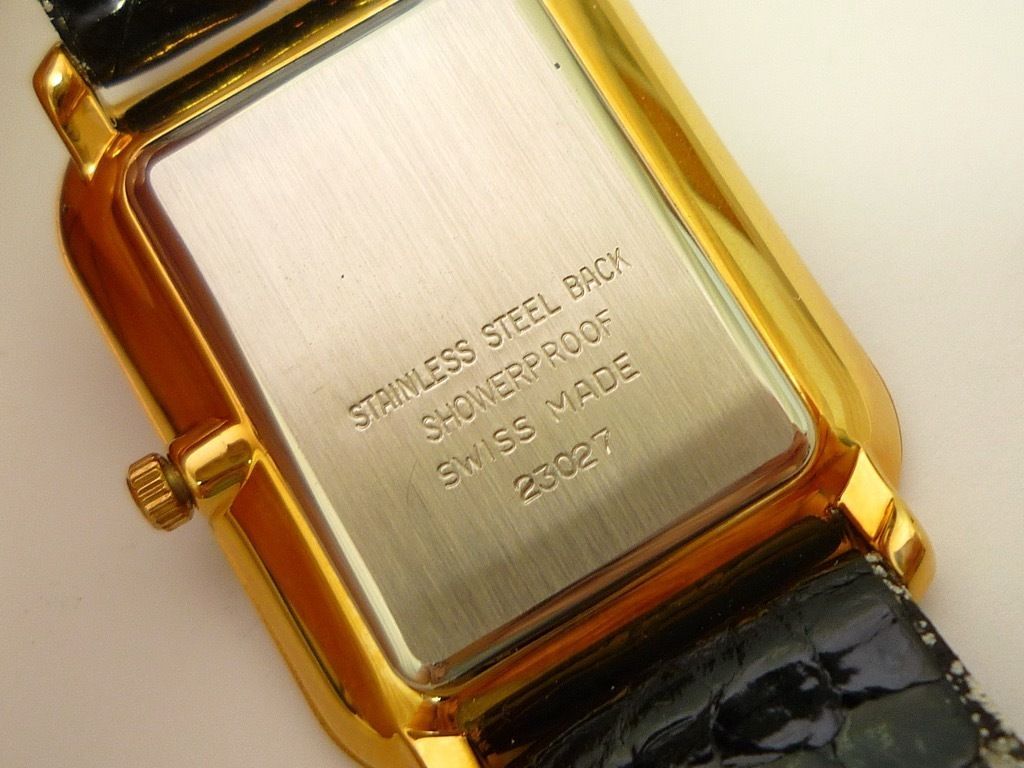 STAINLESS STEEL BACK
SHOWERPROOF
SWISS MADE
23027